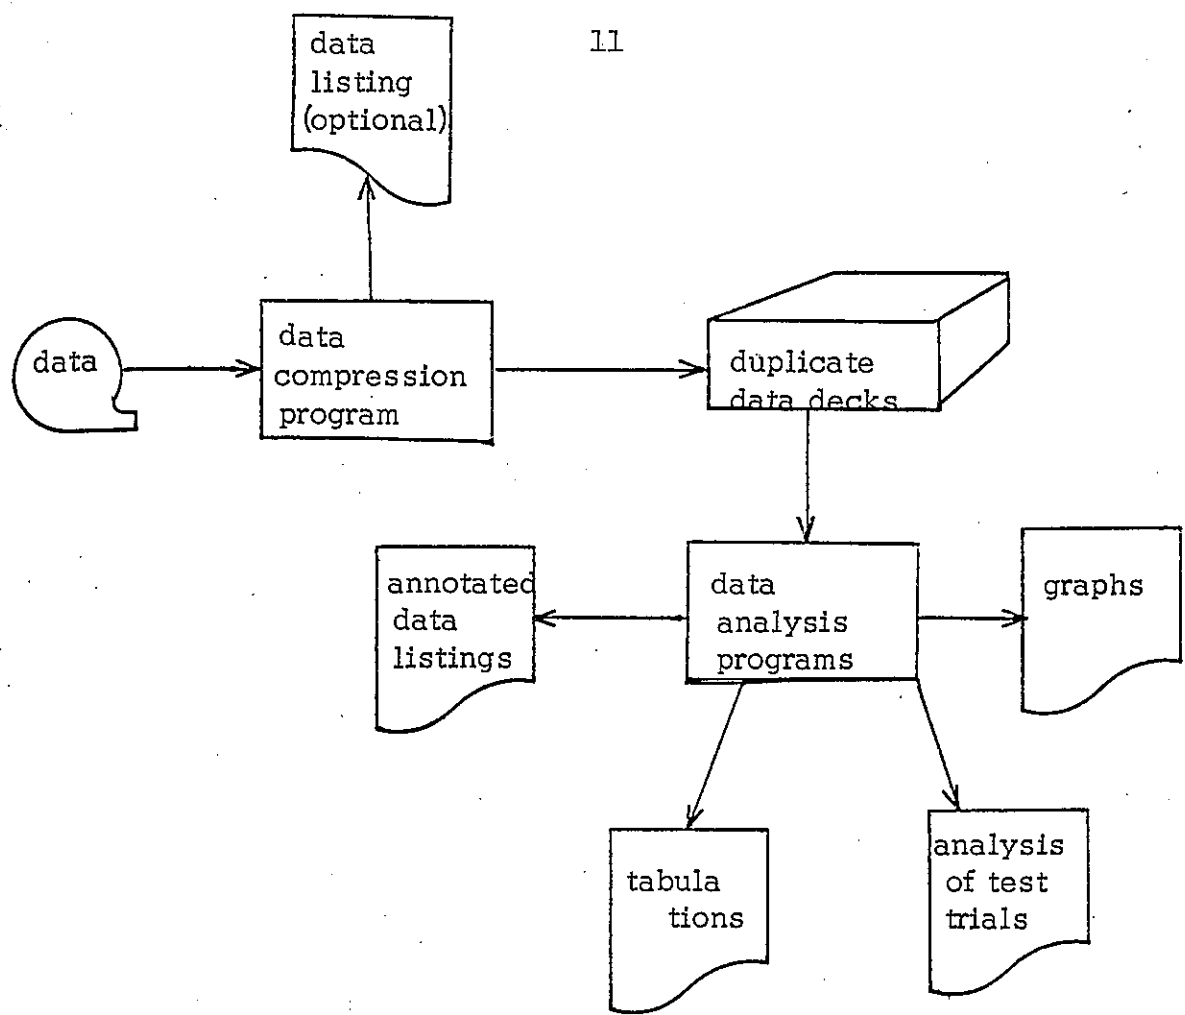 11
data
listing
(optional)
data
data
compression
program
duplicate
data decks
annotated
data
listings
data
analysis
programs
graphs
tabula
tions
analysis
of test
trials